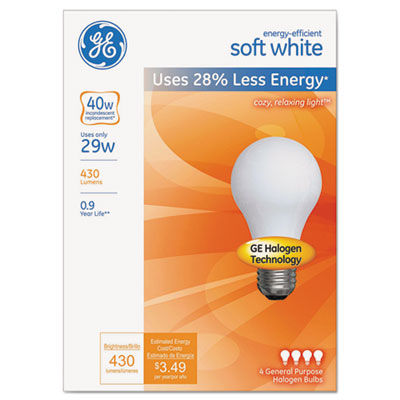 GE
energy-efficient
soft white
Uses 28% Less Energy*
cozy, relaxing light™
40w
incandescent
replacement*
Uses only
29w
430
Lumens
0.9
Year Life**
GE Halogen
Technology
Brightness/Brillo
430
lumens/lúmenes
Estimated Energy
Cost/Costo
Estimado de Energía
$3.49
per year/por año
4 General Purpose
Halogen Bulbs